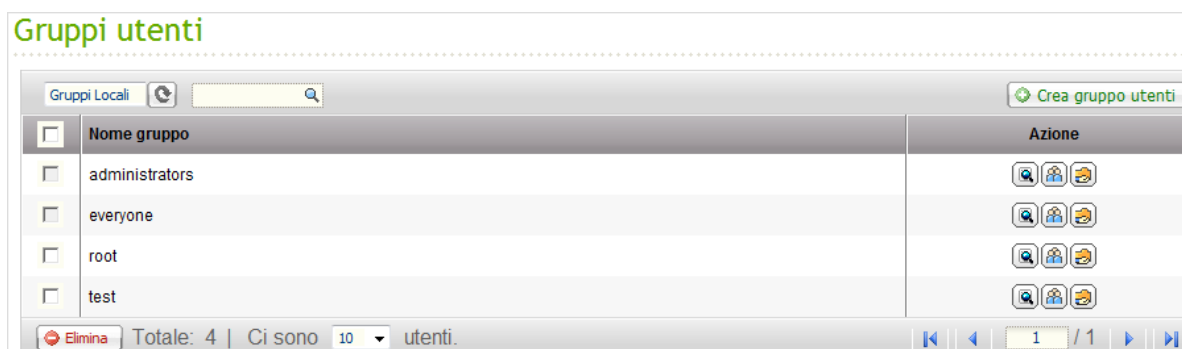 Gruppi utenti
Gruppi Locali Crea gruppo utenti
Nome gruppo Azione
administrators
everyone
root
test
Elimina Totale: 4 | Ci sono 10 utenti. 1 / 1